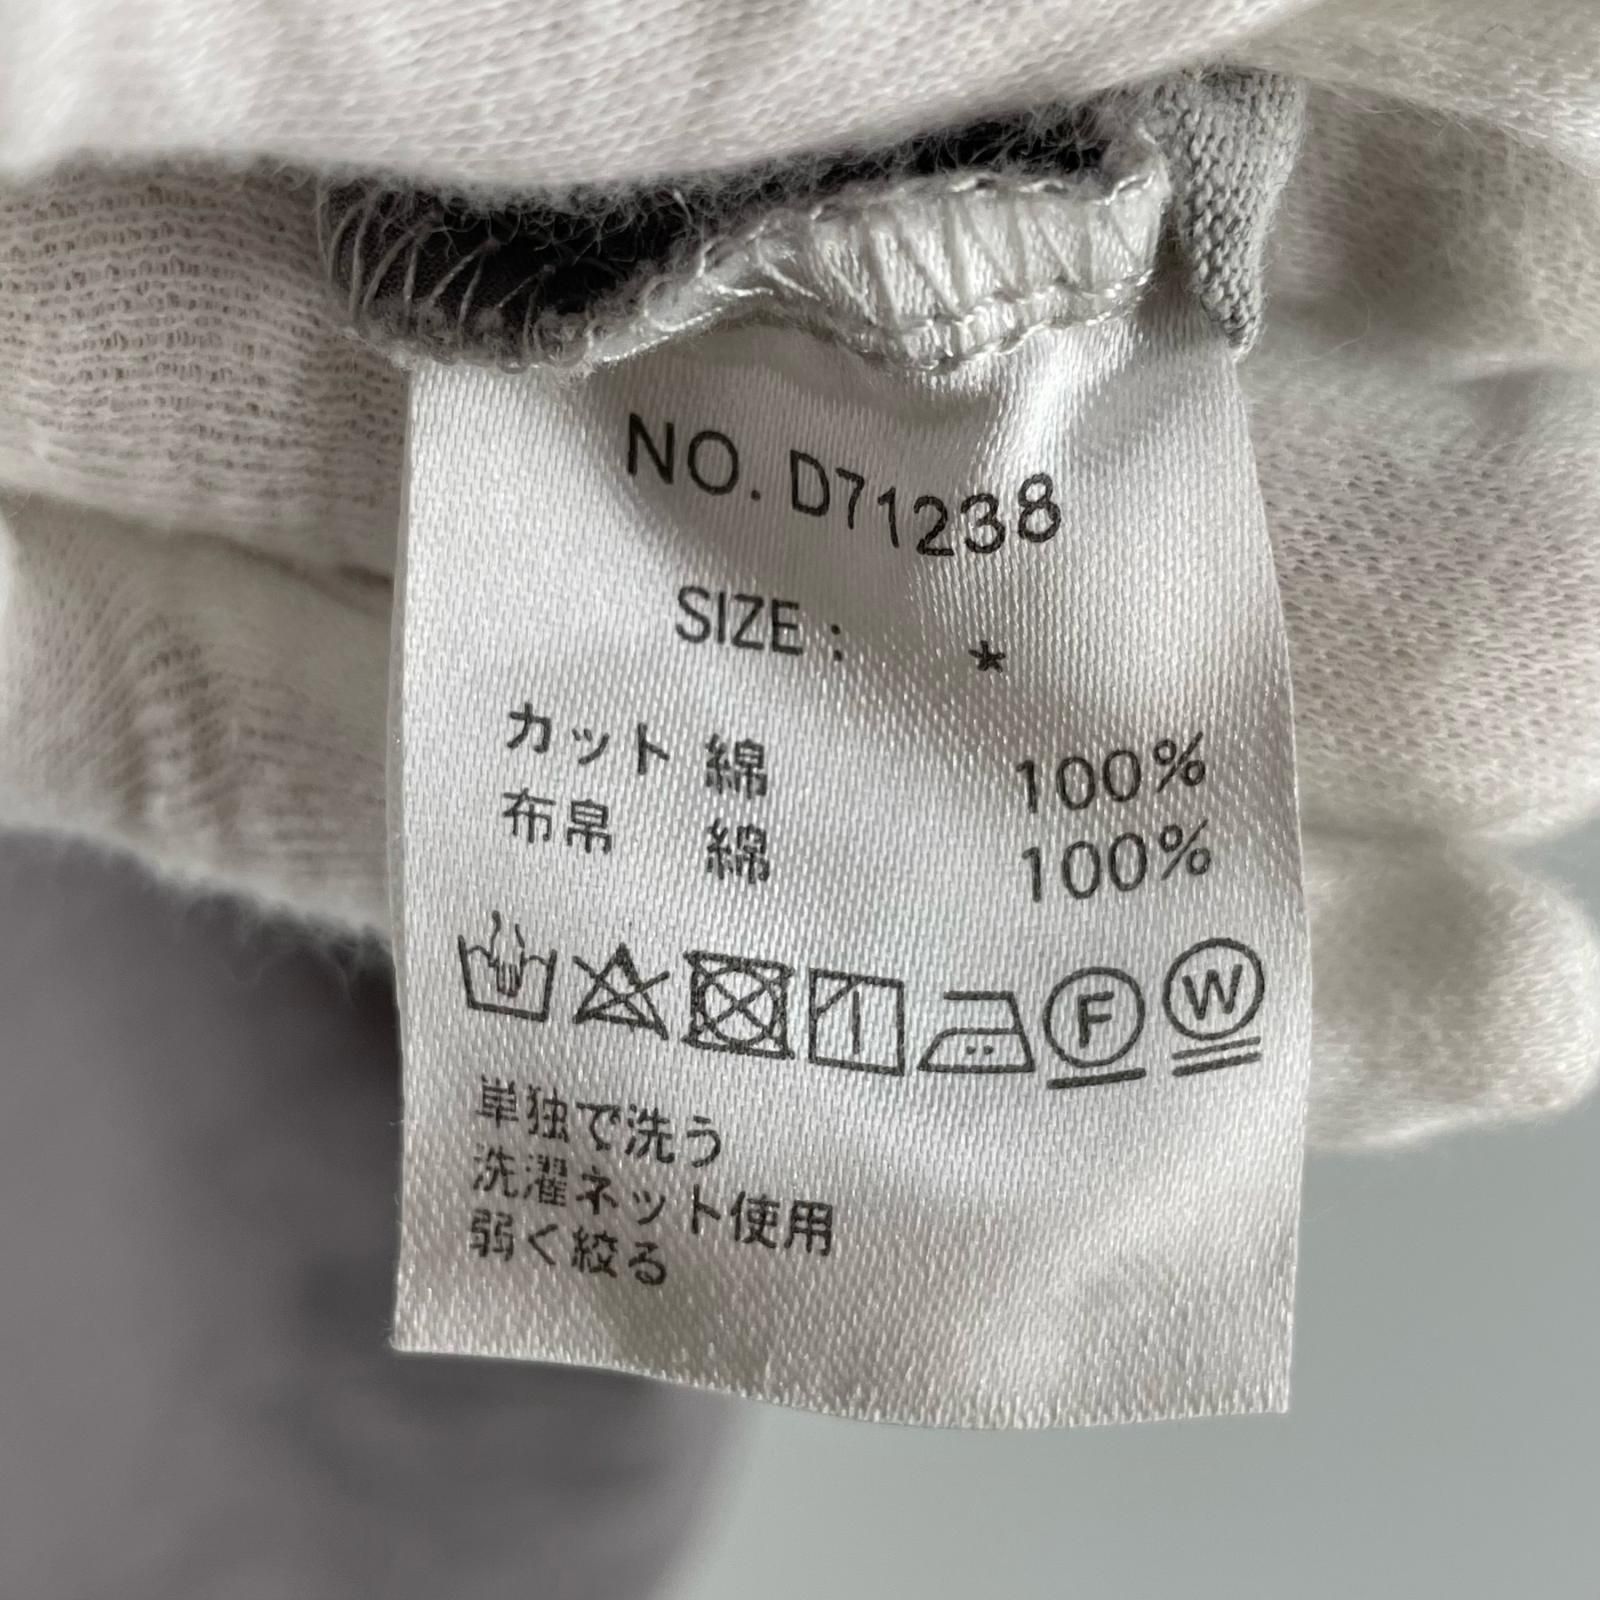 NO. D71238
SIZE : *
カット 綿 100%
布帛 綿 100%
F W
単独で洗う
洗濯ネット使用
弱く絞る